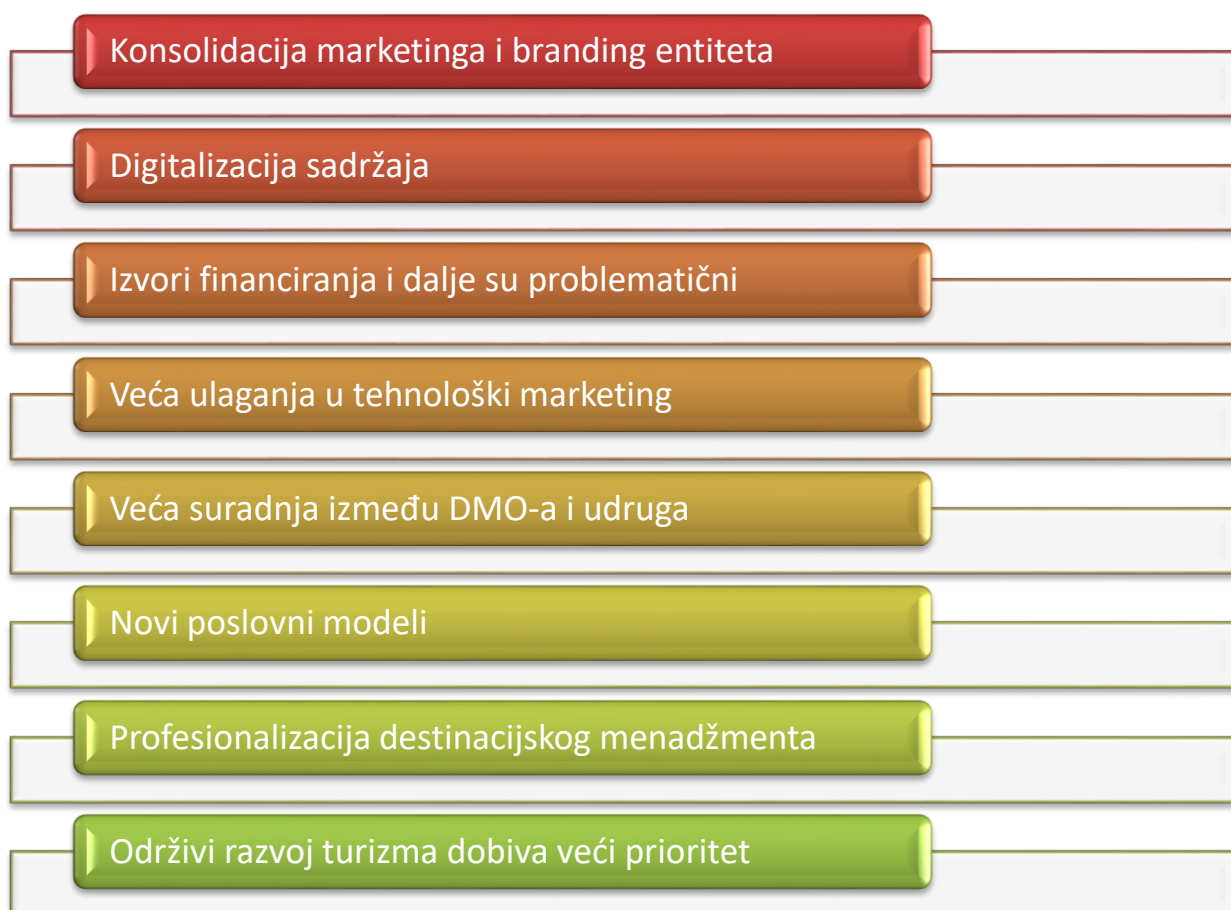 Konsolidacija marketinga i branding entiteta
Digitalizacija sadržaja
Izvori financiranja i dalje su problematični
Veća ulaganja u tehnološki marketing
Veća suradnja između DMO-a i udruga
Novi poslovni modeli
Profesionalizacija destinacijskog menadžmenta
Održivi razvoj turizma dobiva veći prioritet